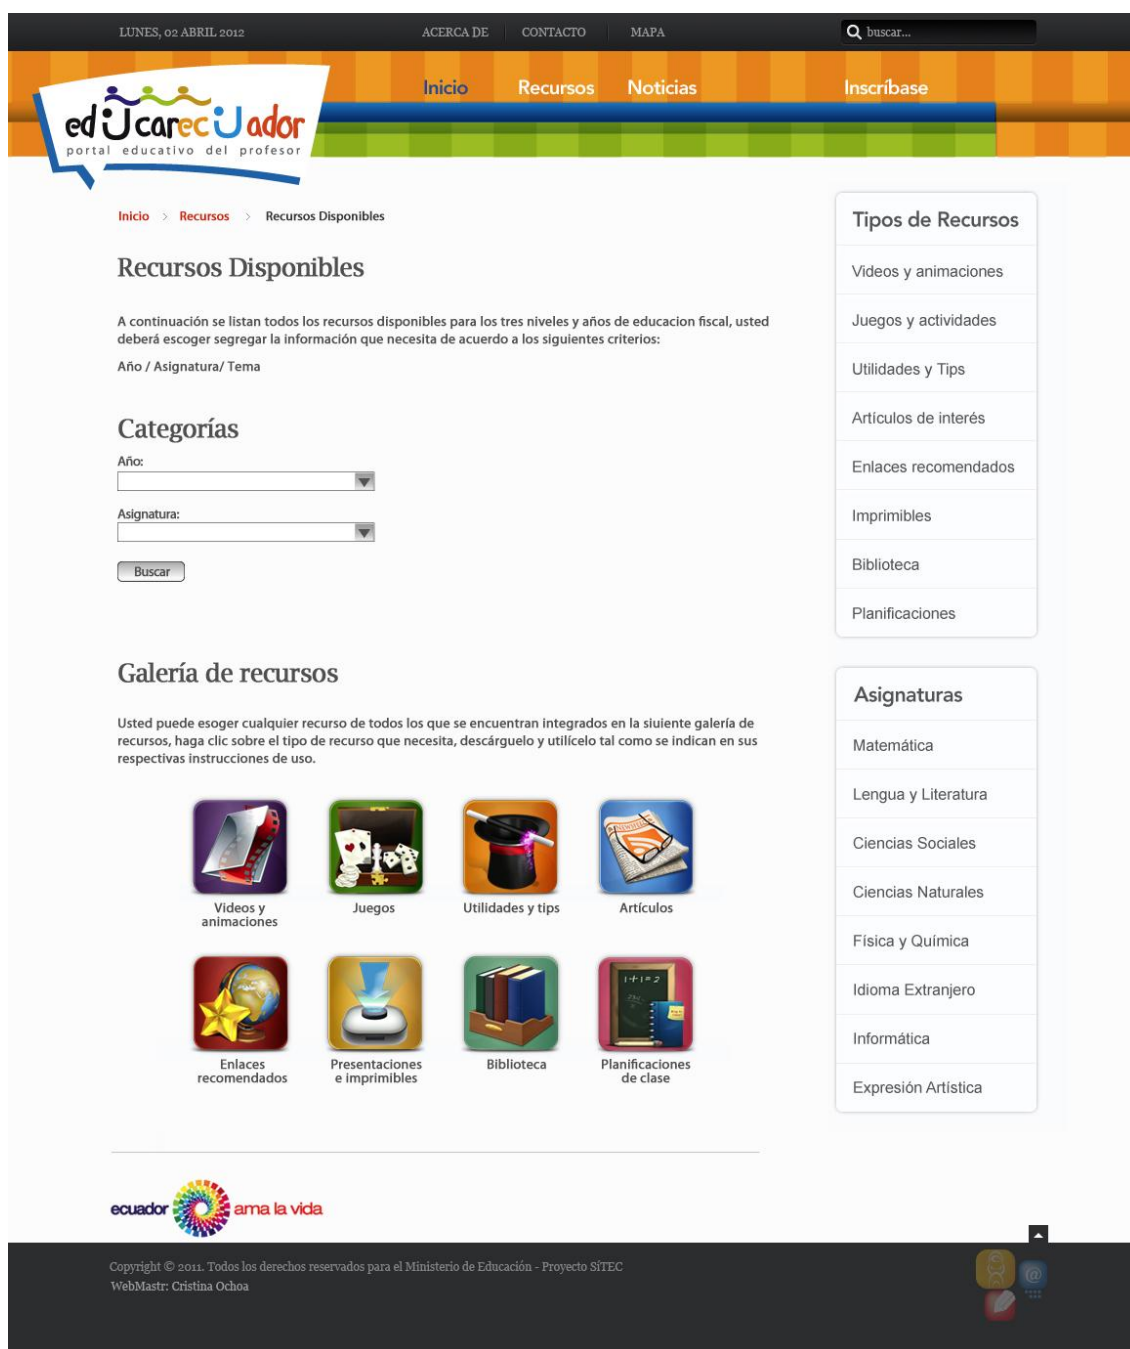 LUNES, 02 ABRIL 2012
ACERCA DE
CONTACTO
MAPA
buscar...
Inicio
Recursos
Noticias
Inscríbase
educarecuador
portal educativo del profesor
Inicio > Recursos > Recursos Disponibles
Recursos Disponibles
A continuación se listan todos los recursos disponibles para los tres niveles y años de educacion fiscal, usted
deberá escoger segregar la información que necesita de acuerdo a los siguientes criterios:
Año / Asignatura/ Tema
Categorías
Año:
Asignatura:
Buscar
Galería de recursos
Usted puede esoger cualquier recurso de todos los que se encuentran integrados en la siuiente galería de
recursos, haga clic sobre el tipo de recurso que necesita, descárguelo y utilícelo tal como se indican en sus
respectivas instrucciones de uso.
Videos y
animaciones
Juegos
Utilidades y tips
Artículos
1+1=2
Enlaces
recomendados
Presentaciones
e imprimibles
Biblioteca
Planificaciones
de clase
Tipos de Recursos
Videos y animaciones
Juegos y actividades
Utilidades y Tips
Artículos de interés
Enlaces recomendados
Imprimibles
Biblioteca
Planificaciones
Asignaturas
Matemática
Lengua y Literatura
Ciencias Sociales
Ciencias Naturales
Física y Química
Idioma Extranjero
Informática
Expresión Artística
ecuador ama la vida
Copyright © 2011. Todos los derechos reservados para el Ministerio de Educación - Proyecto SíTEC
WebMastr: Cristina Ochoa
@